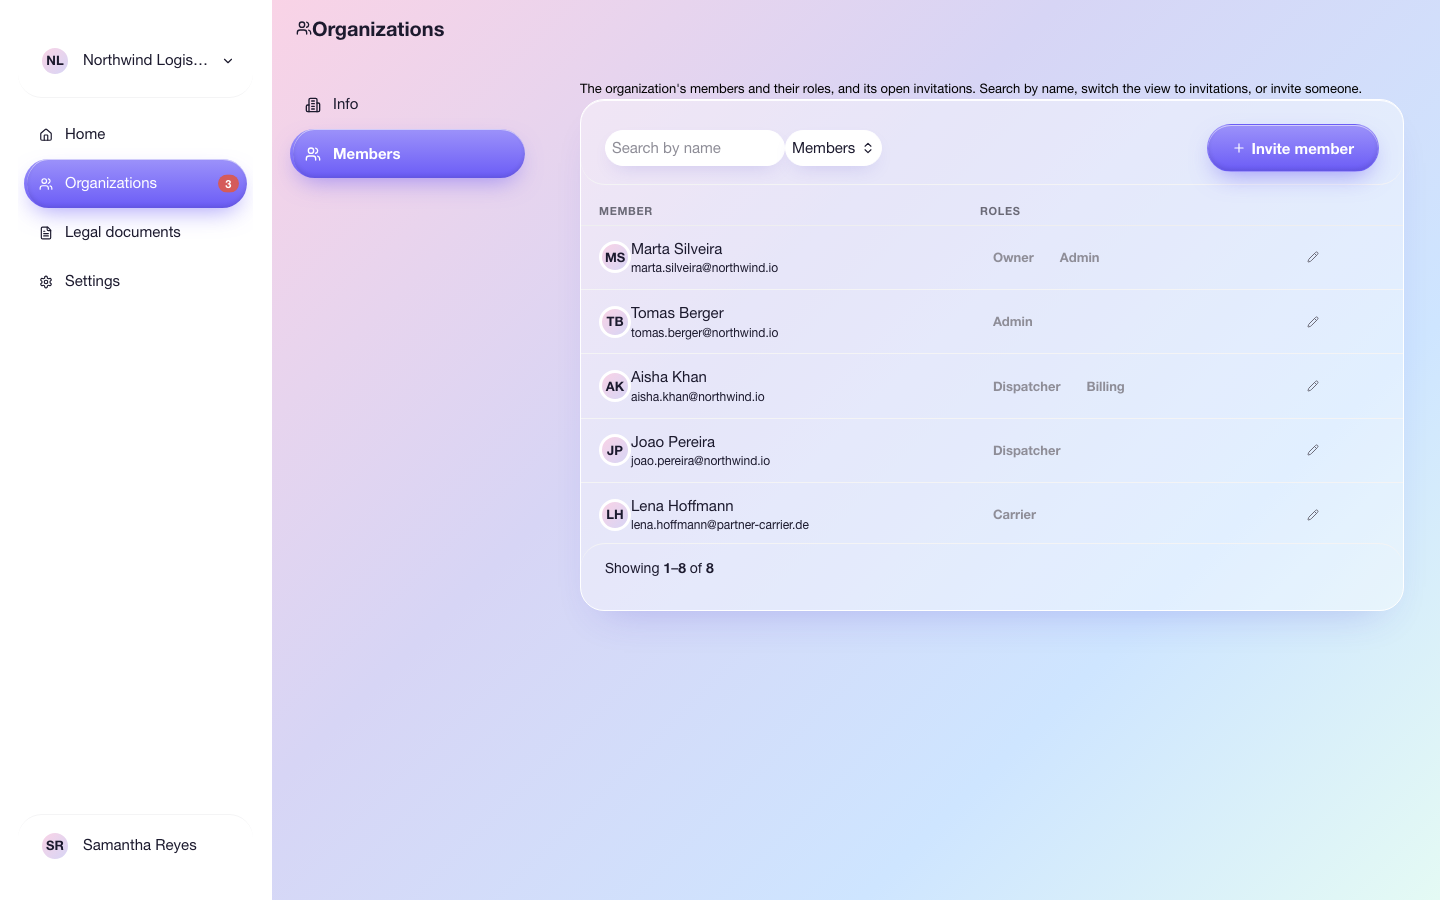 NL Northwind Logis...
Home
Organizations 3
Legal documents
Settings
SR Samantha Reyes
Organizations
Info
Members
The organization's members and their roles, and its open invitations. Search by name, switch the view to invitations, or invite someone.
Search by name Members + Invite member
MEMBER ROLES
MS Marta Silveira Owner Admin
marta.silveira@northwind.io
TB Tomas Berger Admin
tomas.berger@northwind.io
AK Aisha Khan Dispatcher Billing
aisha.khan@northwind.io
JP Joao Pereira Dispatcher
joao.pereira@northwind.io
LH Lena Hoffmann Carrier
lena.hoffmann@partner-carrier.de
Showing 1–8 of 8